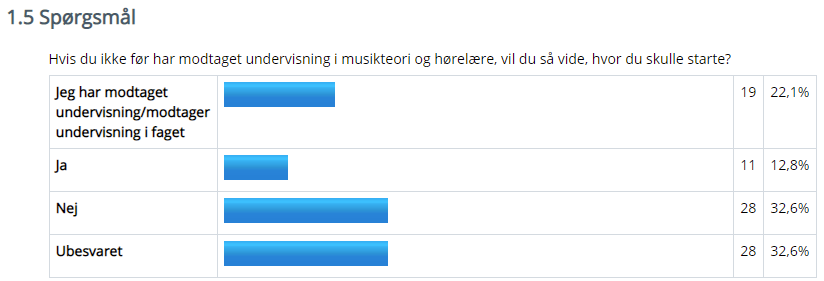 1.5 Spørgsmål
Hvis du ikke før har modtaget undervisning i musikteori og hørelære, vil du så vide, hvor du skulle starte?
Jeg har modtaget
undervisning/modtager
undervisning i faget
19 22,1%
Ja 11 12,8%
Nej 28 32,6%
Ubesvaret 28 32,6%